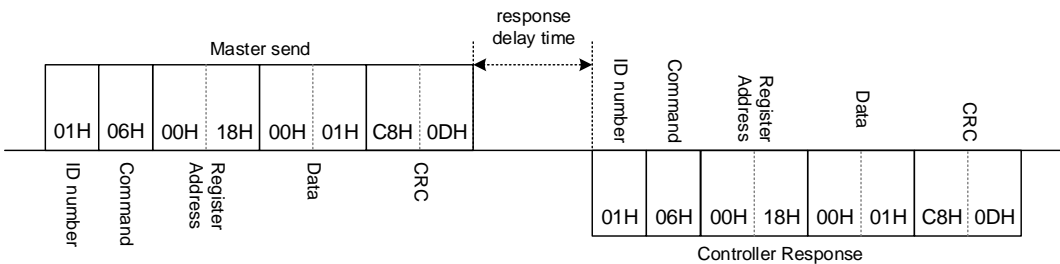 response
delay time
Master send
01H 06H 00H 18H 00H 01H C8H 0DH
ID number
Command
Register
Address
Data
CRC
ID number
Command
Register
Address
Data
CRC
01H 06H 00H 18H 00H 01H C8H 0DH
Controller Response